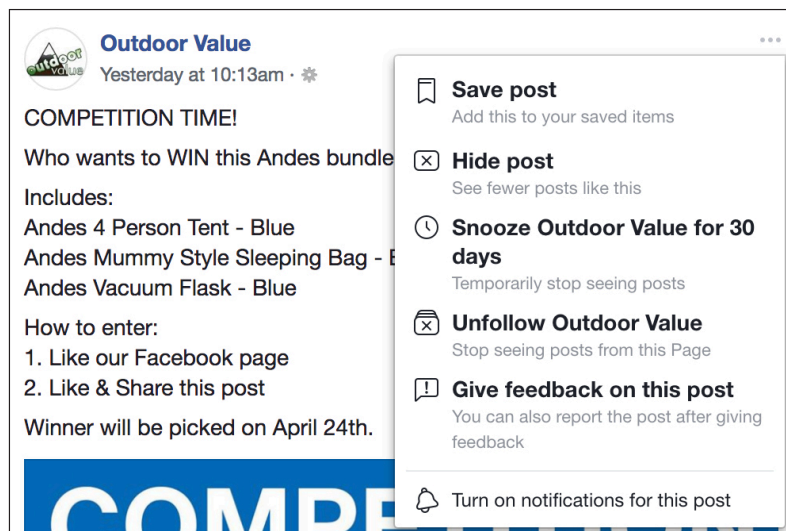 outdoor
value
Outdoor Value
Yesterday at 10:13am ·
COMPETITION TIME!
Who wants to WIN this Andes bundle
Includes:
Andes 4 Person Tent - Blue
Andes Mummy Style Sleeping Bag -
Andes Vacuum Flask - Blue
How to enter:
1. Like our Facebook page
2. Like & Share this post
Winner will be picked on April 24th.
Save post
Add this to your saved items
Hide post
See fewer posts like this
Snooze Outdoor Value for 30
days
Temporarily stop seeing posts
Unfollow Outdoor Value
Stop seeing posts from this Page
Give feedback on this post
You can also report the post after giving
feedback
Turn on notifications for this post